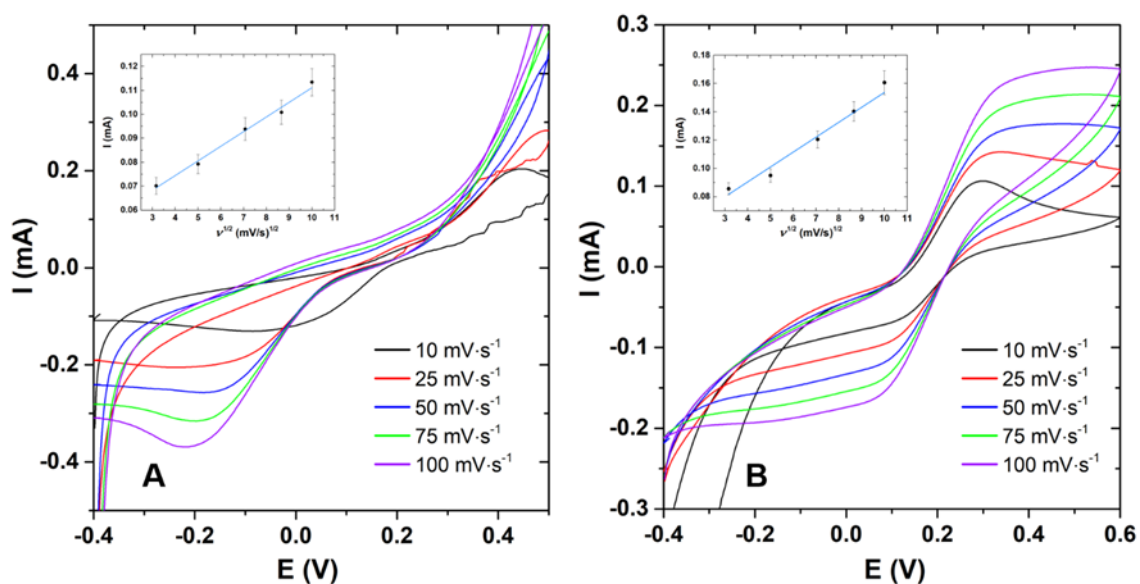 0.4
0.2
0.0
-0.2
-0.4
I (mA)
-0.4 -0.2 0.0 0.2 0.4
E (V)
0.13
0.12
0.11
0.10
0.09
0.08
0.07
0.06
I (mA)
3 4 5 6 7 8 9 10 11
ν1/2 (mV/s)1/2
10 mV·s-1
25 mV·s-1
50 mV·s-1
75 mV·s-1
100 mV·s-1
A
0.3
0.2
0.1
0.0
-0.1
-0.2
-0.3
I (mA)
-0.4 -0.2 0.0 0.2 0.4 0.6
E (V)
0.18
0.16
0.14
0.12
0.10
0.08
I (mA)
3 4 5 6 7 8 9 10 11
ν1/2 (mV/s)1/2
10 mV·s-1
25 mV·s-1
50 mV·s-1
75 mV·s-1
100 mV·s-1
B